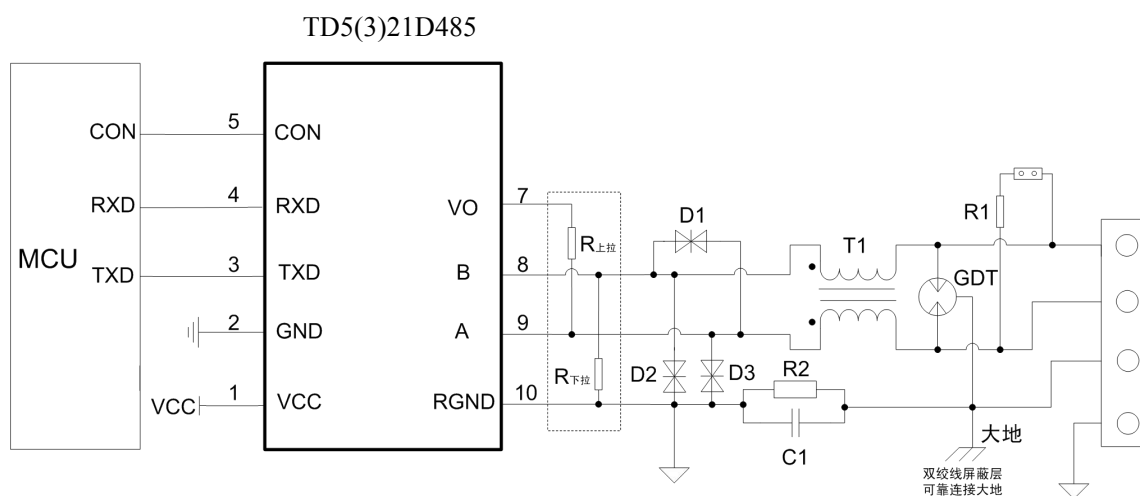 TD5(3)21D485
MCU
CON 5 CON
RXD 4 RXD
TXD 3 TXD
2 GND
VCC 1 VCC
VO 7
B 8
A 9
RGND 10
R上拉
R下拉
D1
D2
D3
T1
R2
C1
GDT
R1
大地
双绞线屏蔽层
可靠连接大地